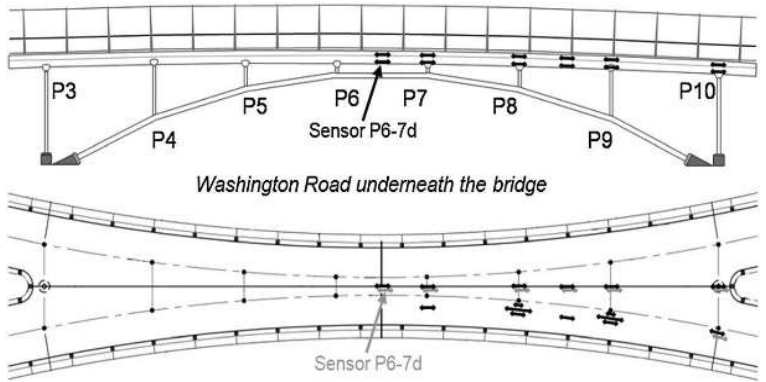 P3
P4
P5
P6
P7
P8
P9
P10
Sensor P6-7d
Washington Road underneath the bridge
Sensor P6-7d